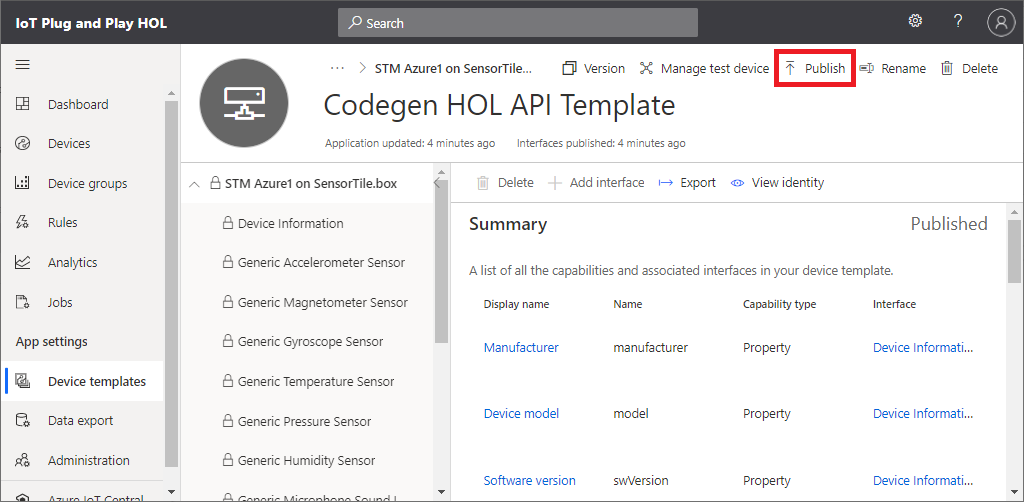 IoT Plug and Play HOL
Search
?
Dashboard
Devices
Device groups
Rules
Analytics
Jobs
App settings
Device templates
Data export
Administration
Azure IoT Central
··· > STM Azure1 on SensorTile...
Version
Manage test device
Publish
Rename
Delete
Codegen HOL API Template
Application updated: 4 minutes ago
Interfaces published: 4 minutes ago
STM Azure1 on SensorTile.box
Device Information
Generic Accelerometer Sensor
Generic Magnetometer Sensor
Generic Gyroscope Sensor
Generic Temperature Sensor
Generic Pressure Sensor
Generic Humidity Sensor
Generic Microphone Sound L
Delete
Add interface
Export
View identity
Summary
Published
A list of all the capabilities and associated interfaces in your device template.
Display name Name Capability type Interface
Manufacturer manufacturer Property Device Informati...
Device model model Property Device Informati...
Software version swVersion Property Device Informati...